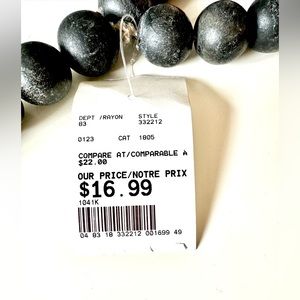 DEPT /RAYON STYLE
83 332212
0123 CAT 1805
COMPARE AT/COMPARABLE A
$22.00
OUR PRICE/NOTRE PRIX
$16.99
1041K
04 83 18 332212 001699 49